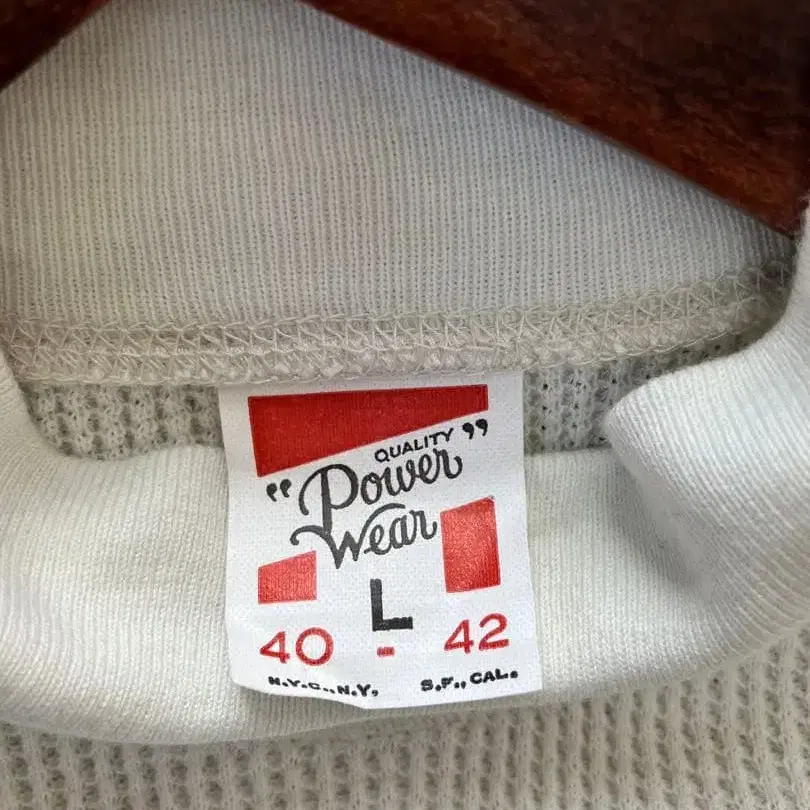 QUALITY
"Power"
Wear
L
40 - 42
N.Y.C., N.Y. S.F., CAL.